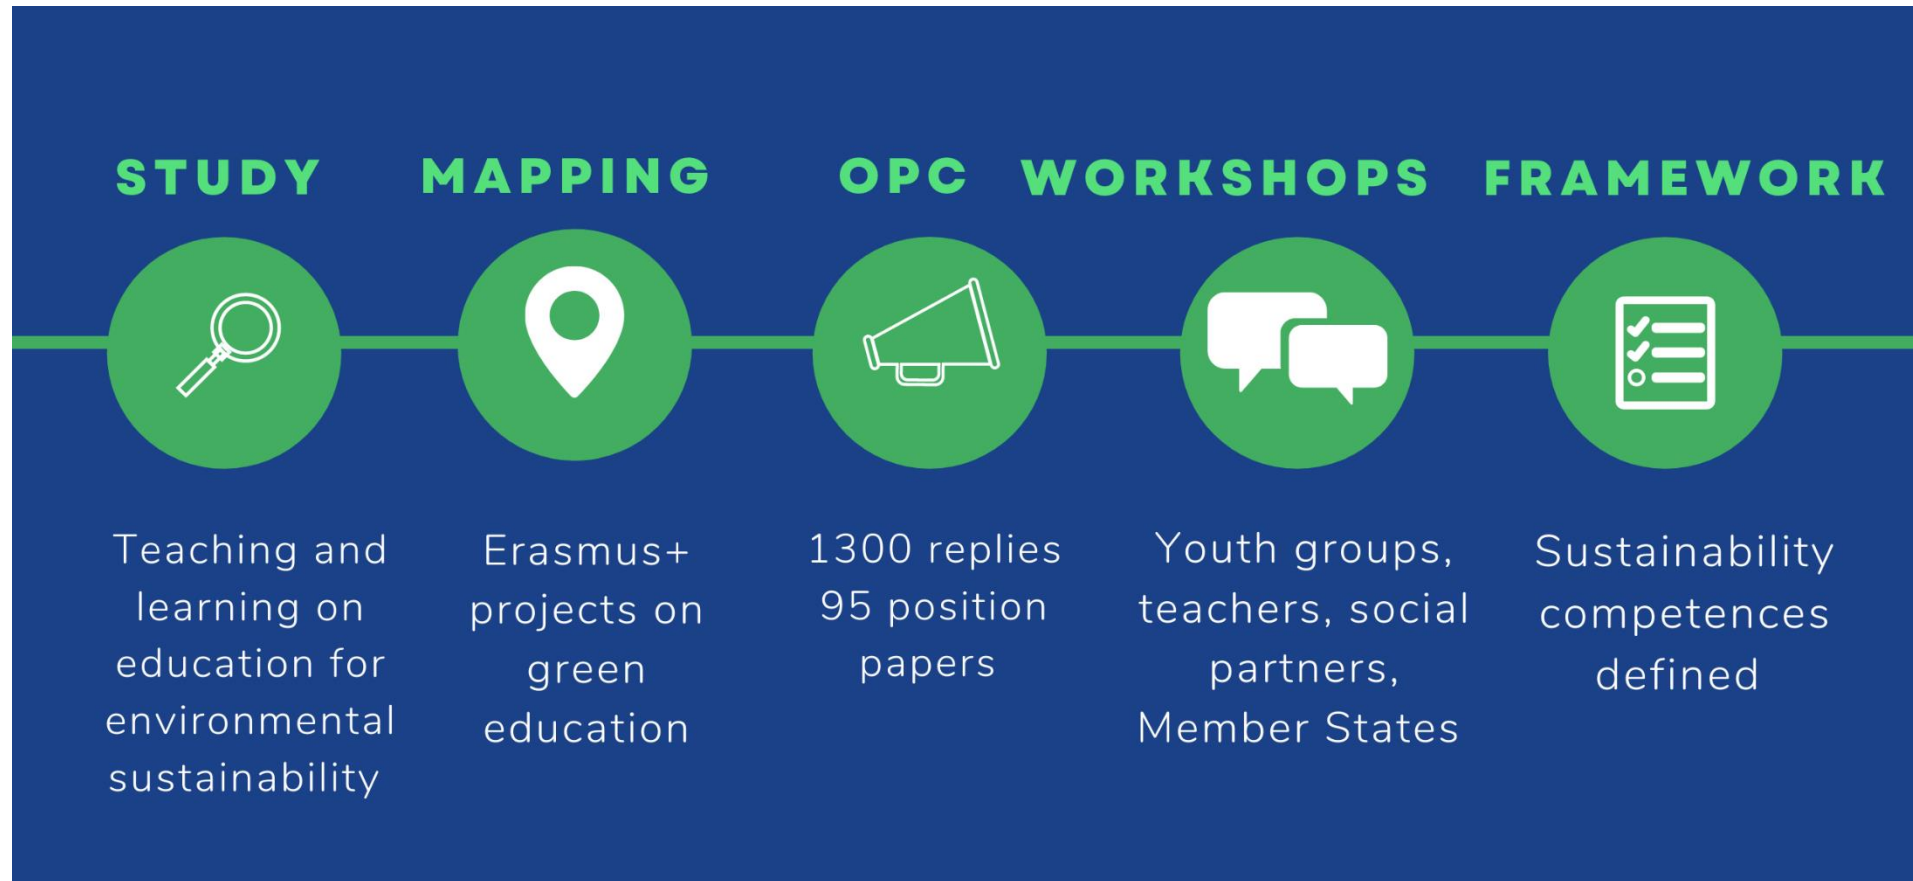 STUDY
Teaching and
learning on
education for
environmental
sustainability
MAPPING
Erasmus+
projects on
green
education
OPC
1300 replies
95 position
papers
WORKSHOPS
Youth groups,
teachers, social
partners,
Member States
FRAMEWORK
Sustainability
competences
defined